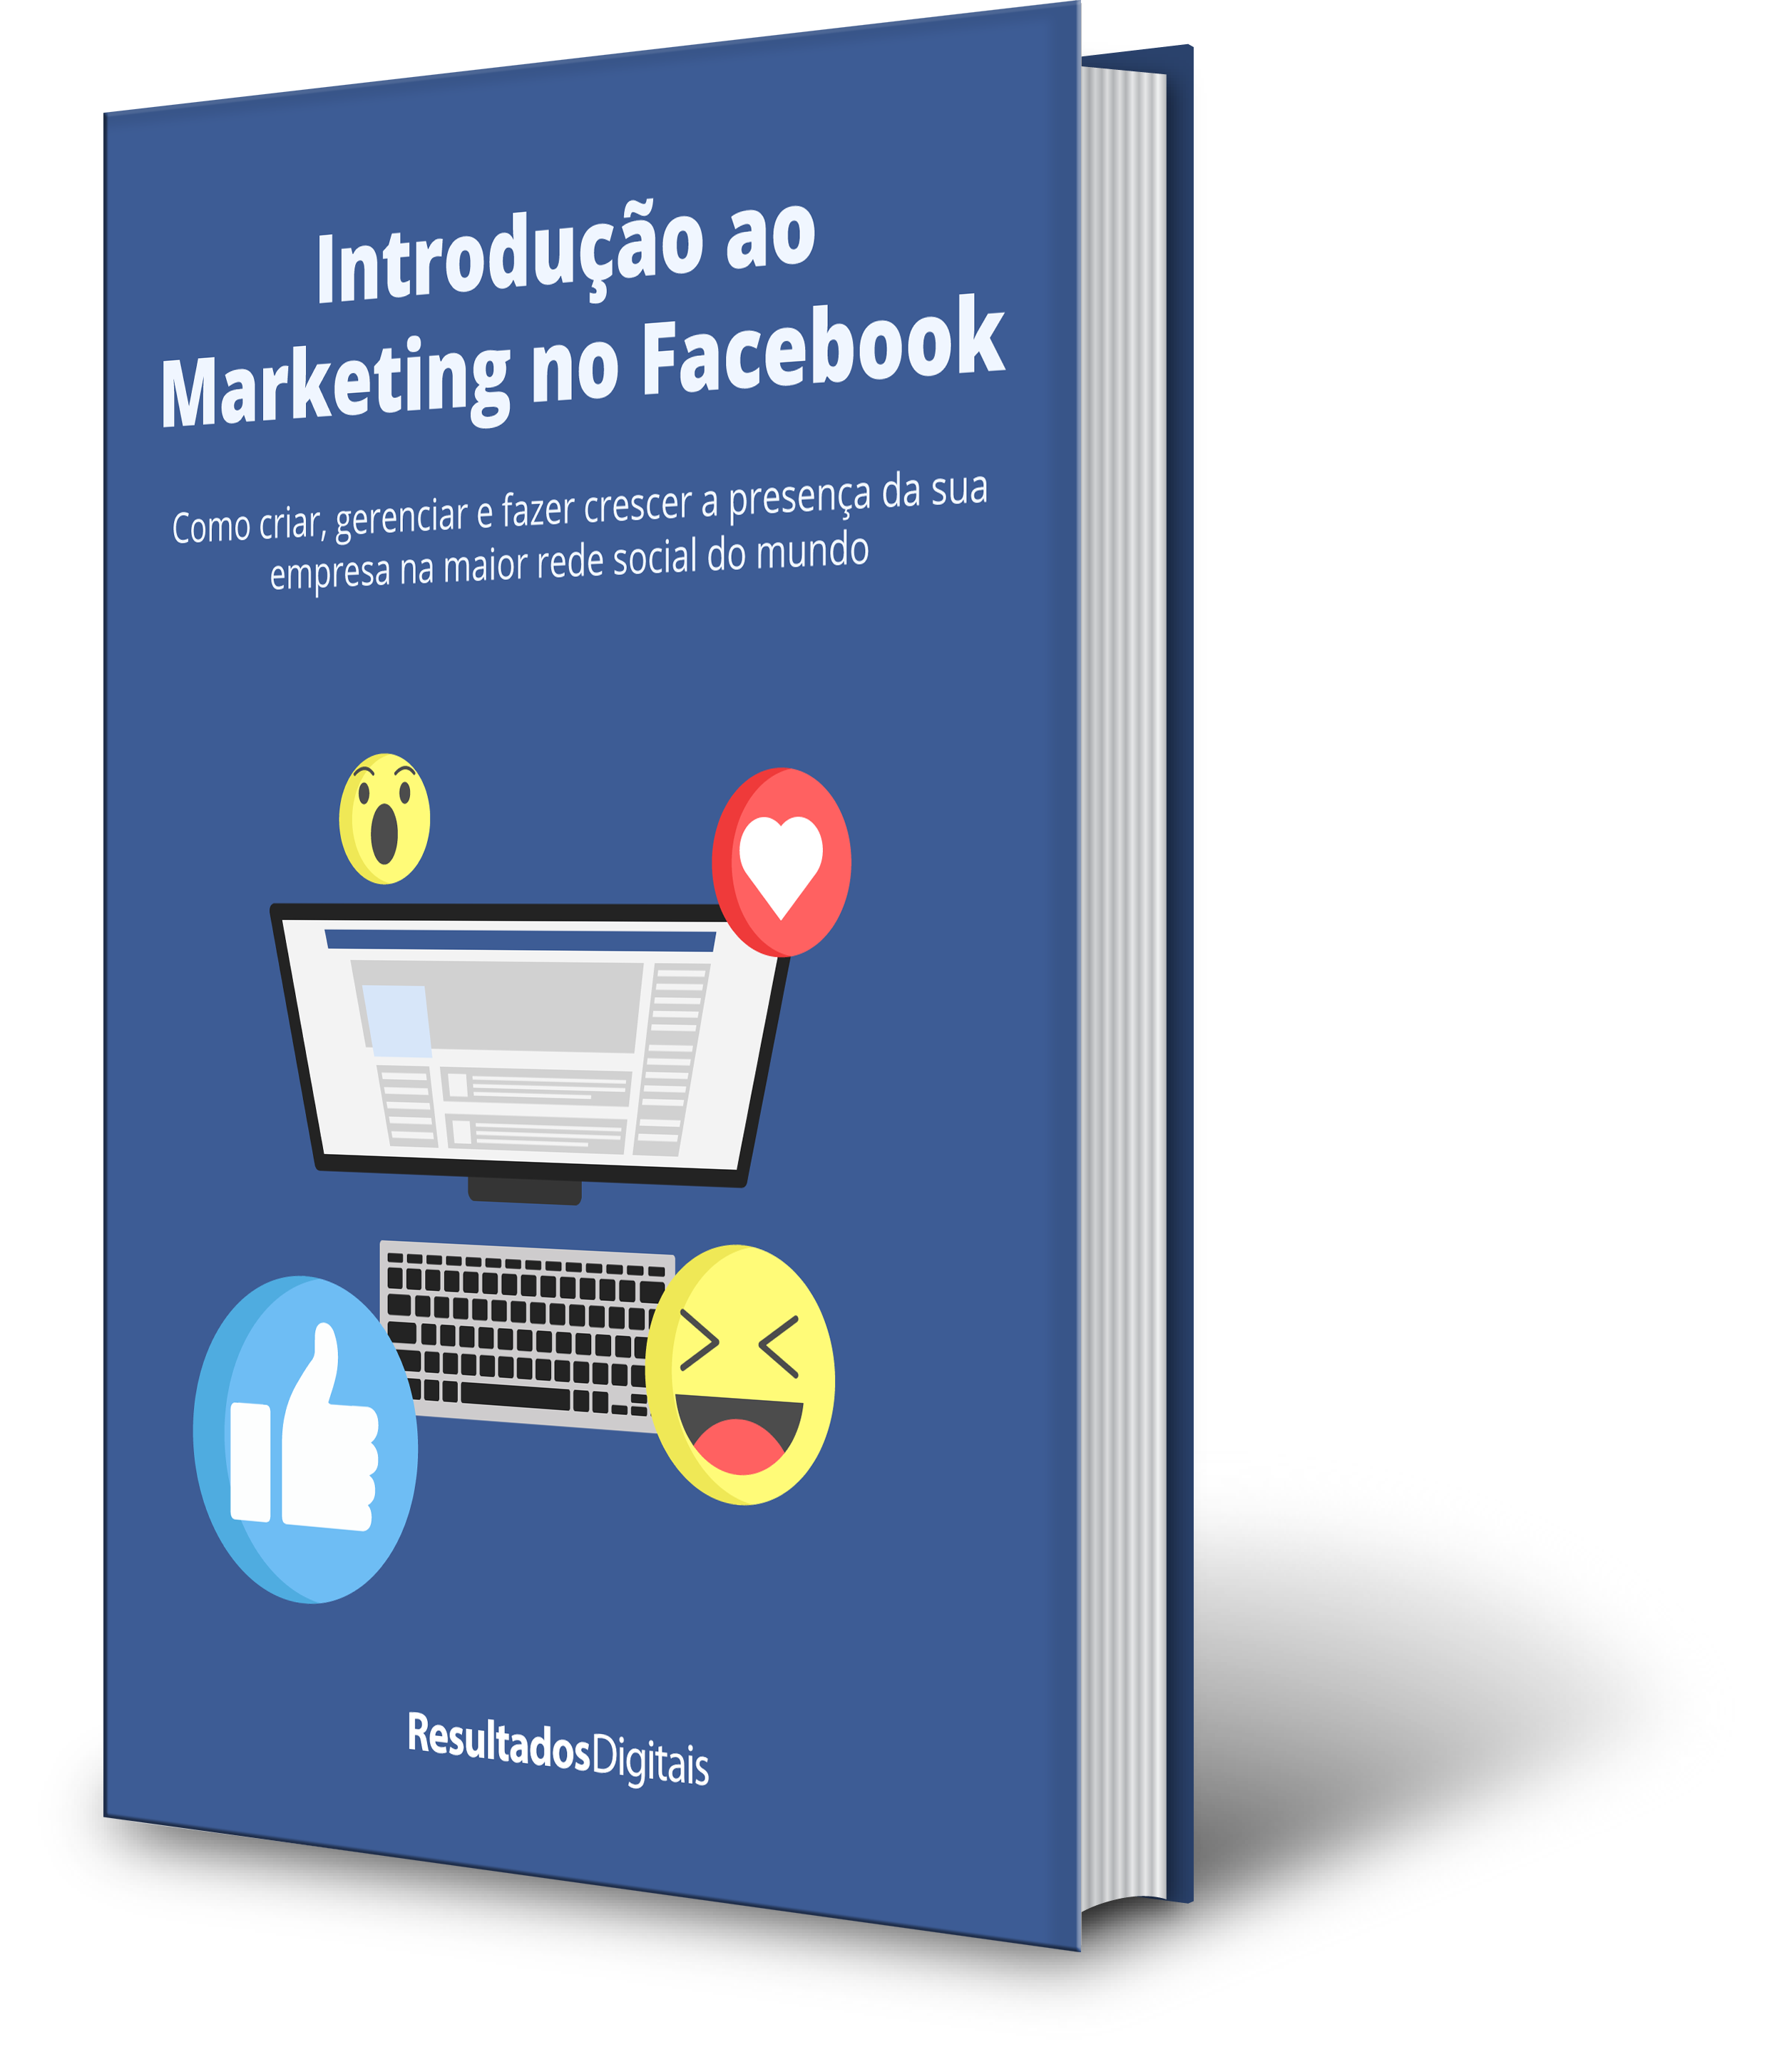 Introdução ao
Marketing no Facebook
Como criar, gerenciar e fazer crescer a presença da sua
empresa na maior rede social do mundo
ResultadosDigitais